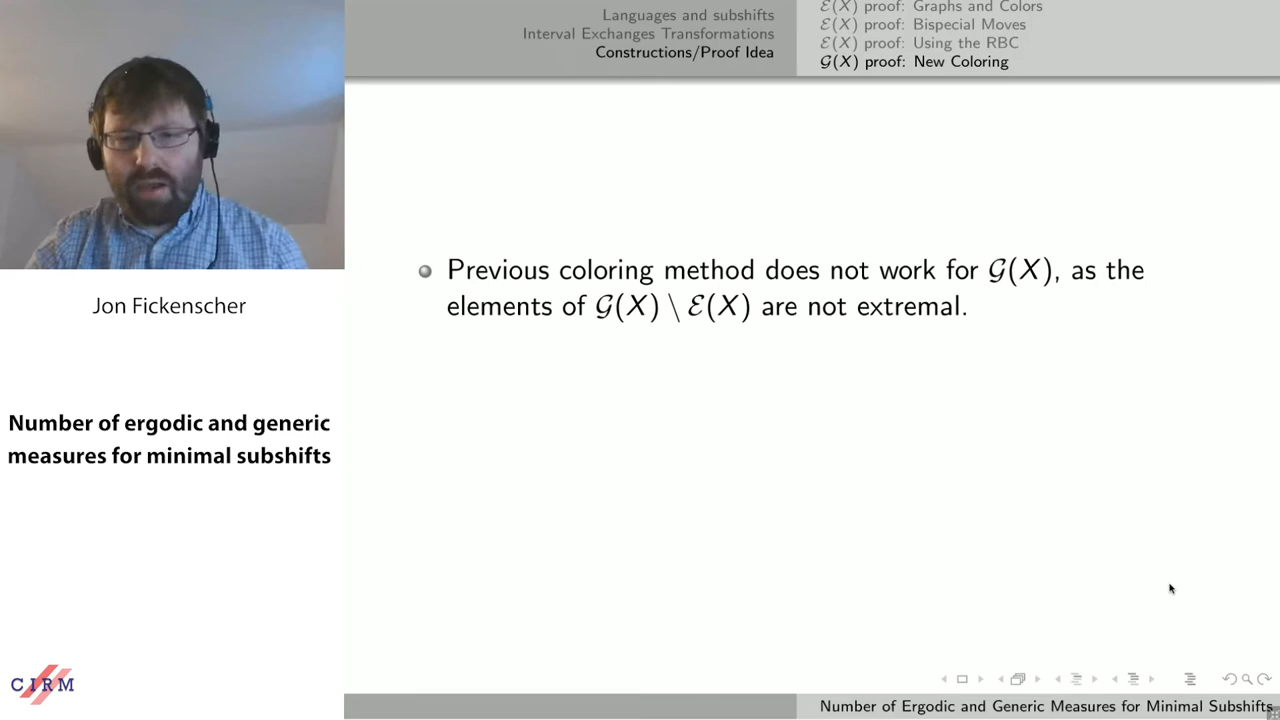 Languages and subshifts
Interval Exchanges Transformations
Constructions/Proof Idea
ℰ(X) proof: Graphs and Colors
ℰ(X) proof: Bispecial Moves
ℰ(X) proof: Using the RBC
𝒢(X) proof: New Coloring
Previous coloring method does not work for 𝒢(X), as the
elements of 𝒢(X) \ ℰ(X) are not extremal.
Jon Fickenscher
Number of ergodic and generic
measures for minimal subshifts
CIRM
Number of Ergodic and Generic Measures for Minimal Subshifts